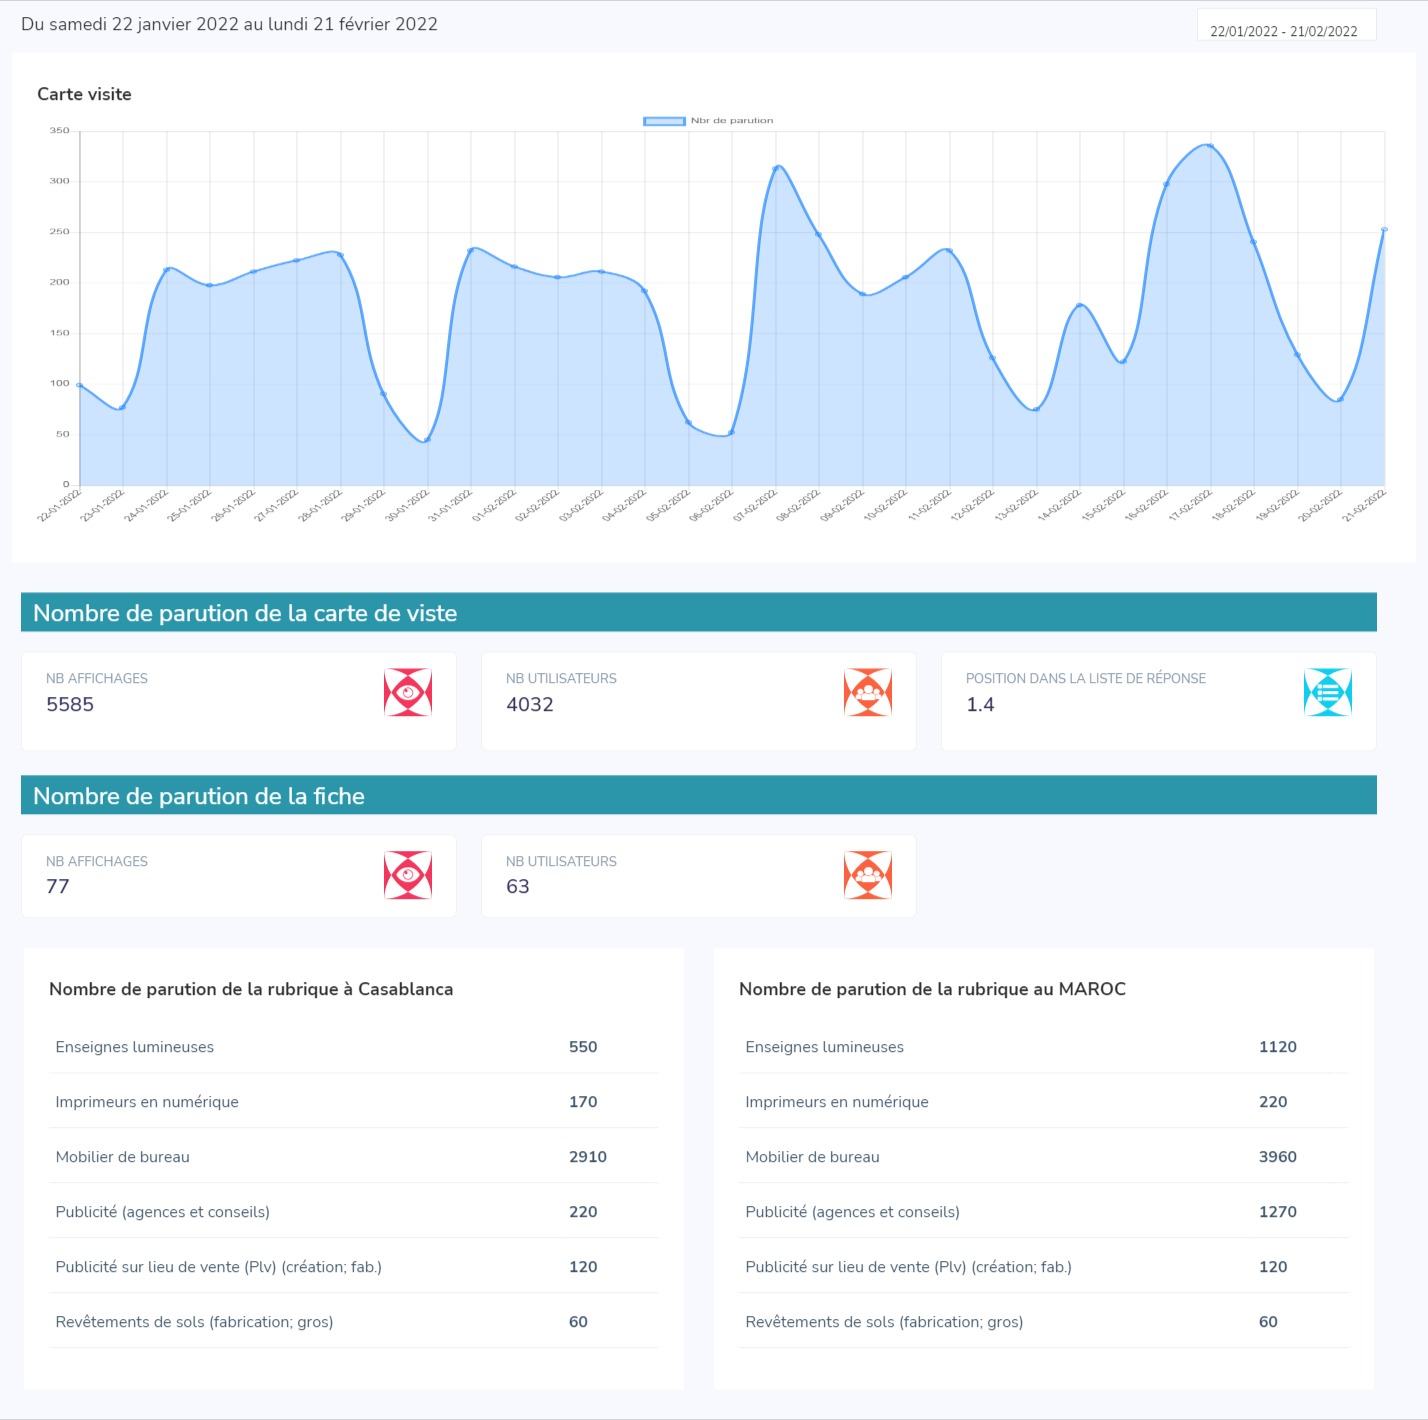 Du samedi 22 janvier 2022 au lundi 21 février 2022
22/01/2022 - 21/02/2022
Carte visite
Nbr de parution
350
300
250
200
150
100
50
0
22-01-2022
23-01-2022
24-01-2022
25-01-2022
26-01-2022
27-01-2022
28-01-2022
29-01-2022
30-01-2022
31-01-2022
01-02-2022
02-02-2022
03-02-2022
04-02-2022
05-02-2022
06-02-2022
07-02-2022
08-02-2022
09-02-2022
10-02-2022
11-02-2022
12-02-2022
13-02-2022
14-02-2022
15-02-2022
16-02-2022
17-02-2022
18-02-2022
19-02-2022
20-02-2022
21-02-2022
Nombre de parution de la carte de viste
NB AFFICHAGES
5585
NB UTILISATEURS
4032
POSITION DANS LA LISTE DE RÉPONSE
1.4
Nombre de parution de la fiche
NB AFFICHAGES
77
NB UTILISATEURS
63
Nombre de parution de la rubrique à Casablanca
Enseignes lumineuses 550
Imprimeurs en numérique 170
Mobilier de bureau 2910
Publicité (agences et conseils) 220
Publicité sur lieu de vente (Plv) (création; fab.) 120
Revêtements de sols (fabrication; gros) 60
Nombre de parution de la rubrique au MAROC
Enseignes lumineuses 1120
Imprimeurs en numérique 220
Mobilier de bureau 3960
Publicité (agences et conseils) 1270
Publicité sur lieu de vente (Plv) (création; fab.) 120
Revêtements de sols (fabrication; gros) 60